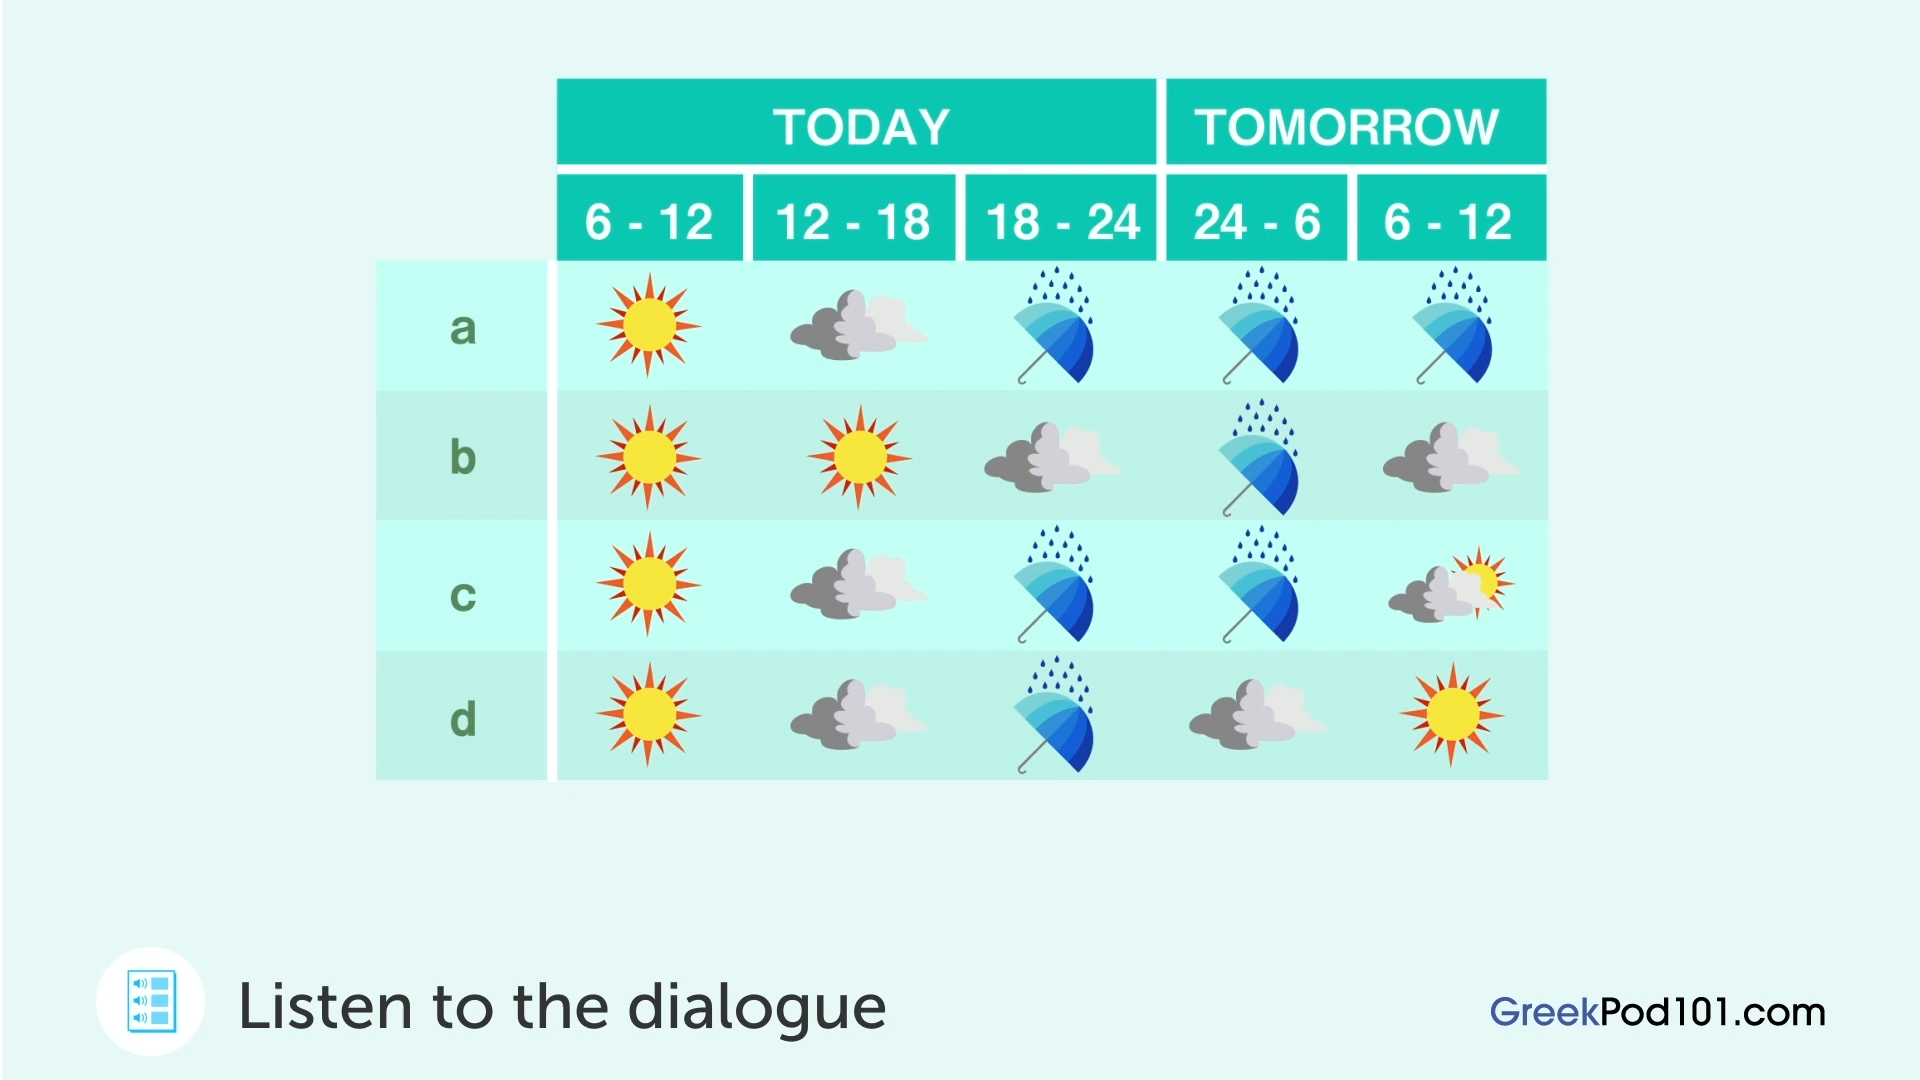 TODAY TOMORROW
6 - 12 12 - 18 18 - 24 24 - 6 6 - 12
a
b
c
d
Listen to the dialogue
GreekPod101.com